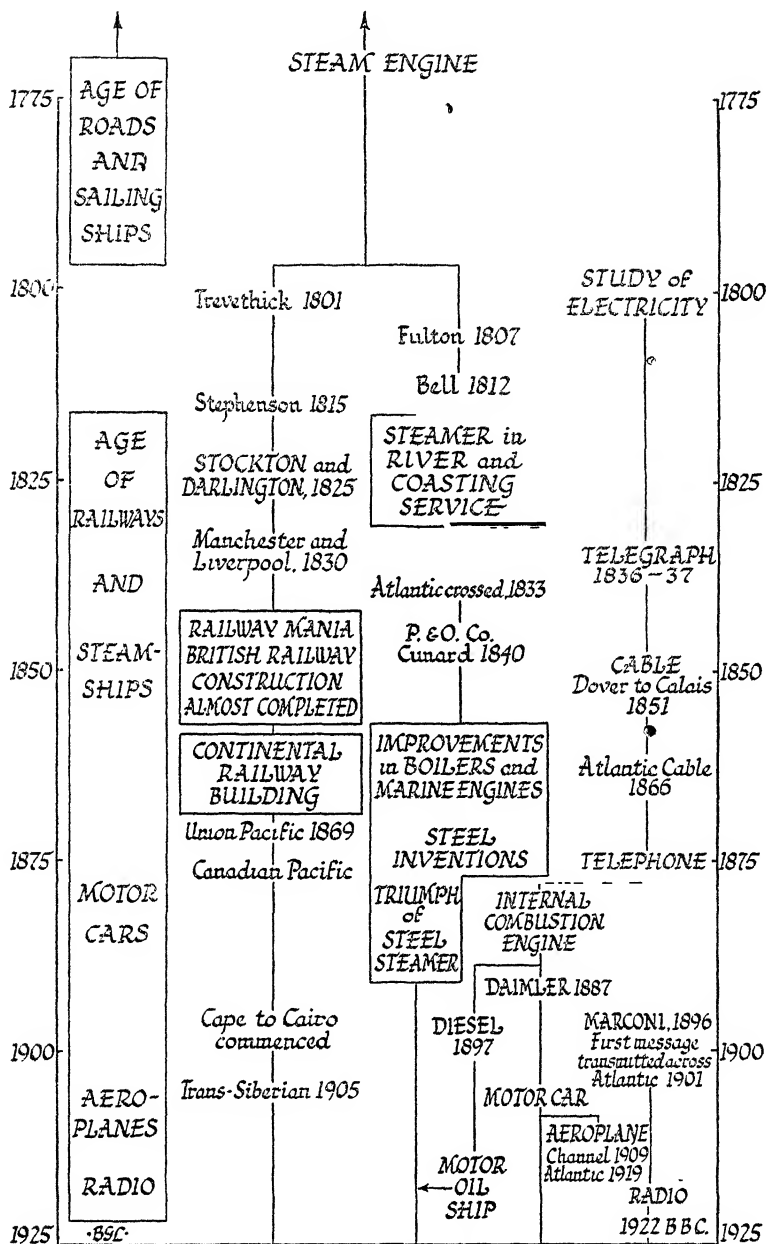 STEAM ENGINE
1775
1775
AGE OF
ROADS
AND
SAILING
SHIPS
1800
1800
STUDY of
ELECTRICITY
Trevethick 1801
Fulton 1807
Bell 1812
Stephenson 1815
AGE
OF
RAILWAYS
AND
STEAM-
SHIPS
MOTOR
CARS
AERO-
PLANES
RADIO
STEAMER in
RIVER and
COASTING
SERVICE
1825
STOCKTON and
DARLINGTON, 1825
1825
Manchester and
Liverpool, 1830
TELEGRAPH
1836-37
Atlantic crossed, 1833
RAILWAY MANIA
BRITISH RAILWAY
CONSTRUCTION
ALMOST COMPLETED
P. & O. Co.
Cunard 1840
1850
1850
CABLE
Dover to Calais
1851
CONTINENTAL
RAILWAY
BUILDING
IMPROVEMENTS
in BOILERS and
MARINE ENGINES
STEEL
INVENTIONS
TRIUMPH
of
STEEL
STEAMER
Atlantic Cable
1866
Union Pacific 1869
Canadian Pacific
1875
TELEPHONE
1875
INTERNAL
COMBUSTION
ENGINE
DAIMLER 1887
Cape to Cairo
commenced
DIESEL
1897
MARCONI, 1896
First message
transmitted across
Atlantic 1901
1900
1900
Trans-Siberian 1905
MOTOR CAR
AEROPLANE
Channel 1909
Atlantic 1919
MOTOR
OIL
SHIP
RADIO
1922 B B C.
1925
·BGC·
1925